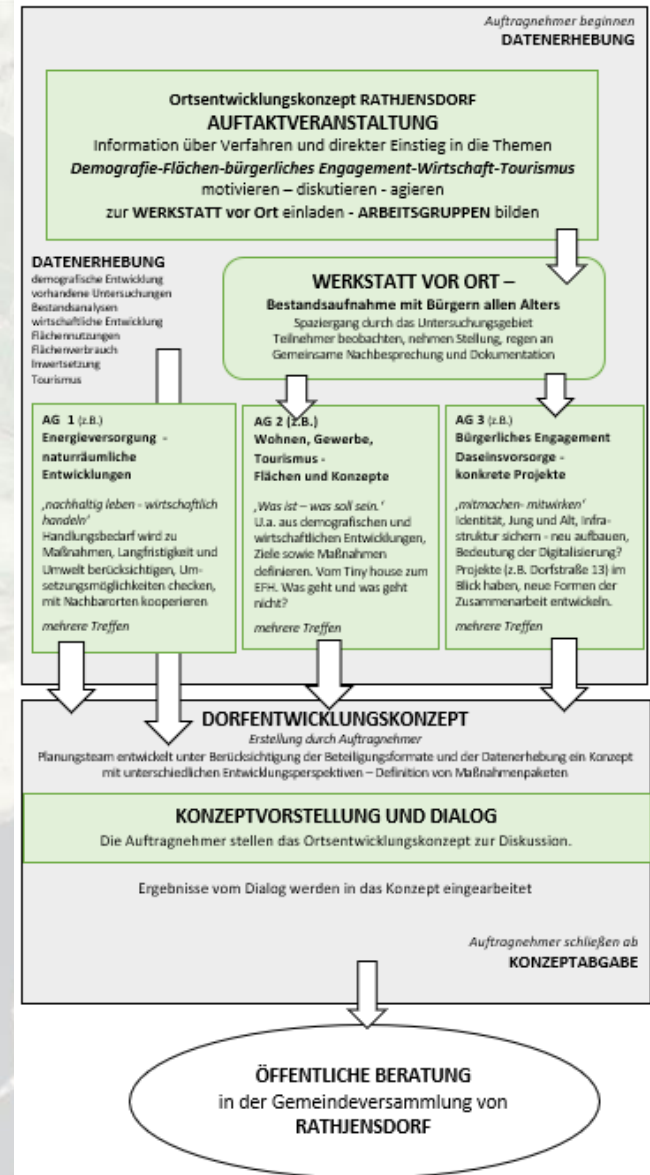 Auftragnehmer beginnen
DATENERHEBUNG
Ortsentwicklungskonzept RATHJENSDORF
AUFTAKTVERANSTALTUNG
Information über Verfahren und direkter Einstieg in die Themen
Demografie-Flächen-bürgerliches Engagement-Wirtschaft-Tourismus
motivieren – diskutieren - agieren
zur WERKSTATT vor Ort einladen - ARBEITSGRUPPEN bilden
DATENERHEBUNG
demografische Entwicklung
vorhandene Untersuchungen
Bestandsanalysen
wirtschaftliche Entwicklung
Flächennutzungen
Flächenverbrauch
Inwertsetzung
Tourismus
WERKSTATT VOR ORT –
Bestandsaufnahme mit Bürgern allen Alters
Spaziergang durch das Untersuchungsgebiet
Teilnehmer beobachten, nehmen Stellung, regen an
Gemeinsame Nachbesprechung und Dokumentation
AG 1 (z.B.)
Energieversorgung -
naturräumliche
Entwicklungen
‚nachhaltig leben - wirtschaftlich
handeln‘
Handlungsbedarf wird zu
Maßnahmen, Langfristigkeit und
Umwelt berücksichtigen, Um-
setzungsmöglichkeiten checken,
mit Nachbarorten kooperieren
mehrere Treffen
AG 2 (z.B.)
Wohnen, Gewerbe,
Tourismus -
Flächen und Konzepte
‚Was ist – was soll sein.‘
U.a. aus demografischen und
wirtschaftlichen Entwicklungen,
Ziele sowie Maßnahmen
definieren. Vom Tiny house zum
EFH. Was geht und was geht
nicht?
mehrere Treffen
AG 3 (z.B.)
Bürgerliches Engagement
Daseinsvorsorge -
konkrete Projekte
‚mitmachen- mitwirken‘
Identität, Jung und Alt, Infra-
struktur sichern - neu aufbauen,
Bedeutung der Digitalisierung?
Projekte (z.B. Dorfstraße 13) im
Blick haben, neue Formen der
Zusammenarbeit entwickeln.
mehrere Treffen
DORFENTWICKLUNGSKONZEPT
Erstellung durch Auftragnehmer
Planungsteam entwickelt unter Berücksichtigung der Beteiligungsformate und der Datenerhebung ein Konzept
mit unterschiedlichen Entwicklungsperspektiven – Definition von Maßnahmenpaketen
KONZEPTVORSTELLUNG UND DIALOG
Die Auftragnehmer stellen das Ortsentwicklungskonzept zur Diskussion.
Ergebnisse vom Dialog werden in das Konzept eingearbeitet
Auftragnehmer schließen ab
KONZEPTABGABE
ÖFFENTLICHE BERATUNG
in der Gemeindeversammlung von
RATHJENSDORF